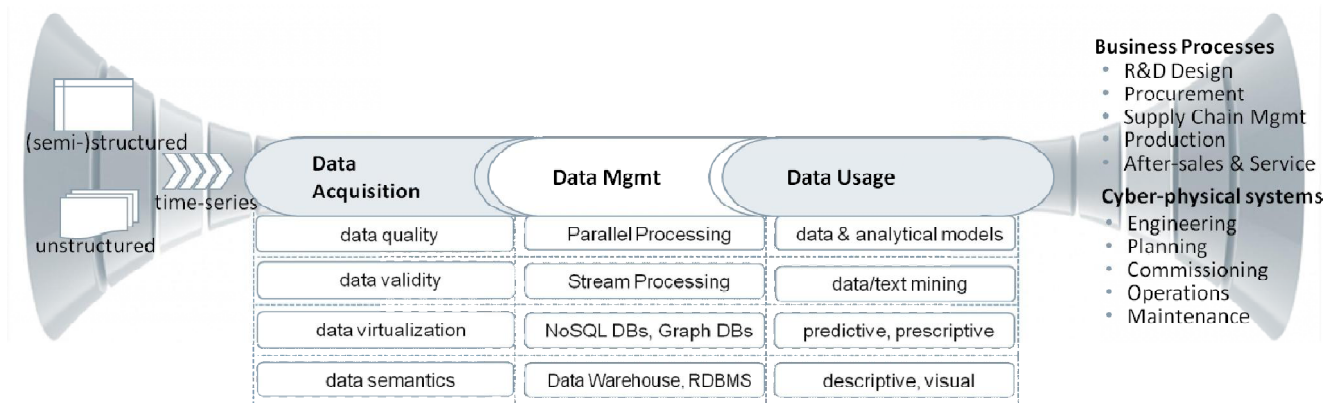 (semi-)structured
time-series
unstructured
Data
Acquisition
data quality
data validity
data virtualization
data semantics
Data Mgmt
Parallel Processing
Stream Processing
NoSQL DBs, Graph DBs
Data Warehouse, RDBMS
Data Usage
data & analytical models
data/text mining
predictive, prescriptive
descriptive, visual
Business Processes
• R&D Design
• Procurement
• Supply Chain Mgmt
• Production
• After-sales & Service
Cyber-physical systems
• Engineering
• Planning
• Commissioning
• Operations
• Maintenance